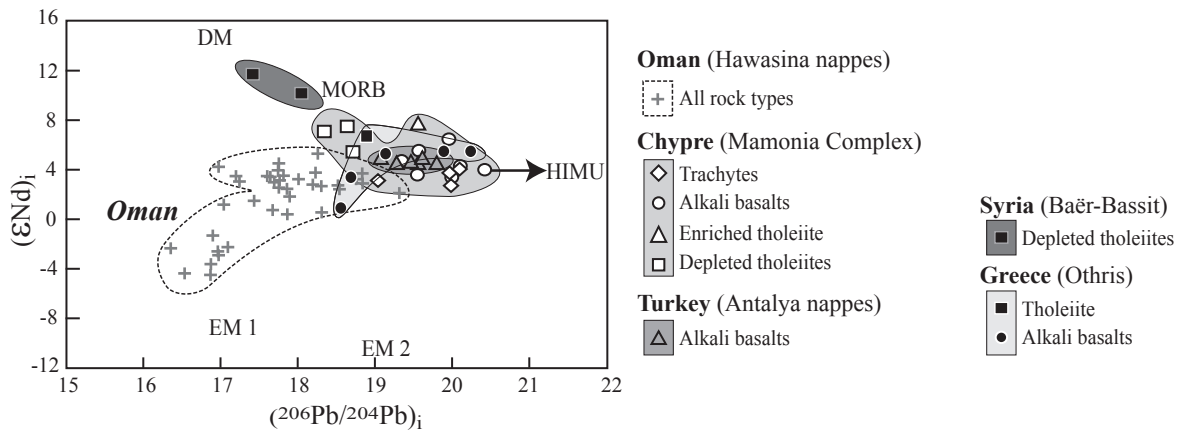 16
12
8
4
0
-4
-8
-12
(ƐNd)i
DM
MORB
HIMU
Oman
EM 1
EM 2
15 16 17 18 19 20 21 22
(206Pb/204Pb)i
Oman (Hawasina nappes)
All rock types
Chypre (Mamonia Complex)
Trachytes
Alkali basalts
Enriched tholeiite
Depleted tholeiites
Turkey (Antalya nappes)
Alkali basalts
Syria (Baër-Bassit)
Depleted tholeiites
Greece (Othris)
Tholeiite
Alkali basalts